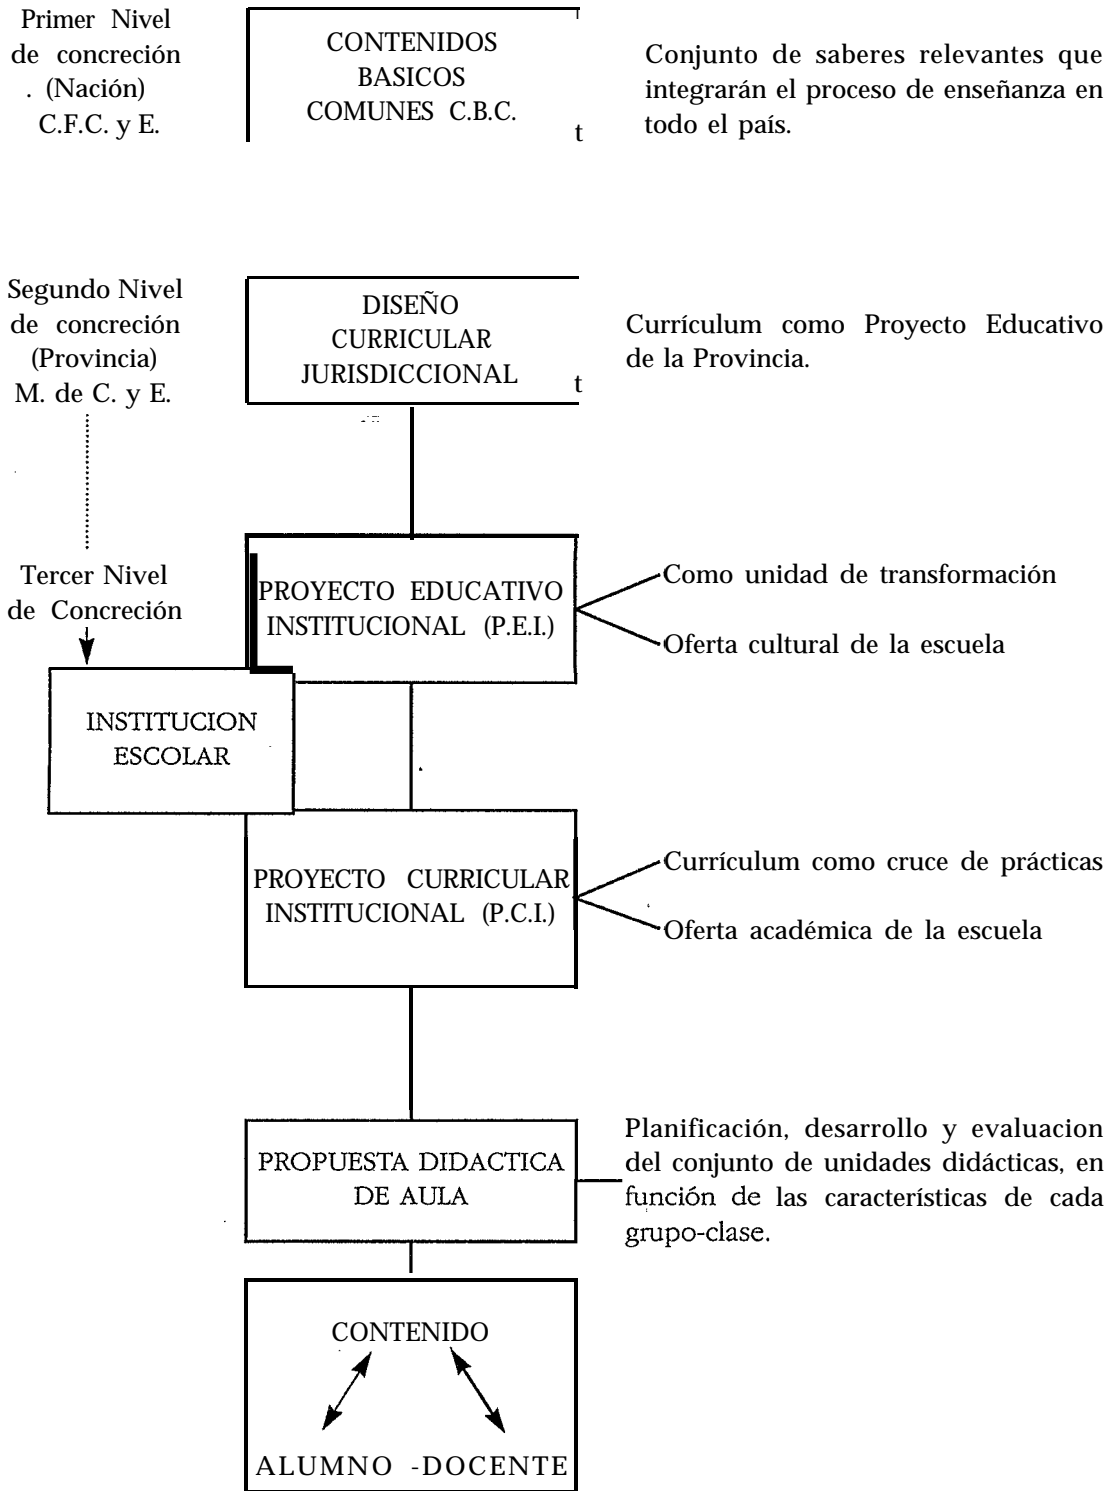 Primer Nivel
de concreción
. (Nación)
C.F.C. y E.
CONTENIDOS
BASICOS
COMUNES C.B.C.
t
Conjunto de saberes relevantes que
integrarán el proceso de enseñanza en
todo el país.
Segundo Nivel
de concreción
(Provincia)
M. de C. y E.
DISEÑO
CURRICULAR
JURISDICCIONAL
t
Currículum como Proyecto Educativo
de la Provincia.
Tercer Nivel
de Concreción
PROYECTO EDUCATIVO
INSTITUCIONAL (P.E.I.)
Como unidad de transformación
Oferta cultural de la escuela
INSTITUCION
ESCOLAR
PROYECTO CURRICULAR
INSTITUCIONAL (P.C.I.)
Currículum como cruce de prácticas
Oferta académica de la escuela
PROPUESTA DIDACTICA
DE AULA
Planificación, desarrollo y evaluacion
del conjunto de unidades didácticas, en
función de las características de cada
grupo-clase.
CONTENIDO
ALUMNO -DOCENTE